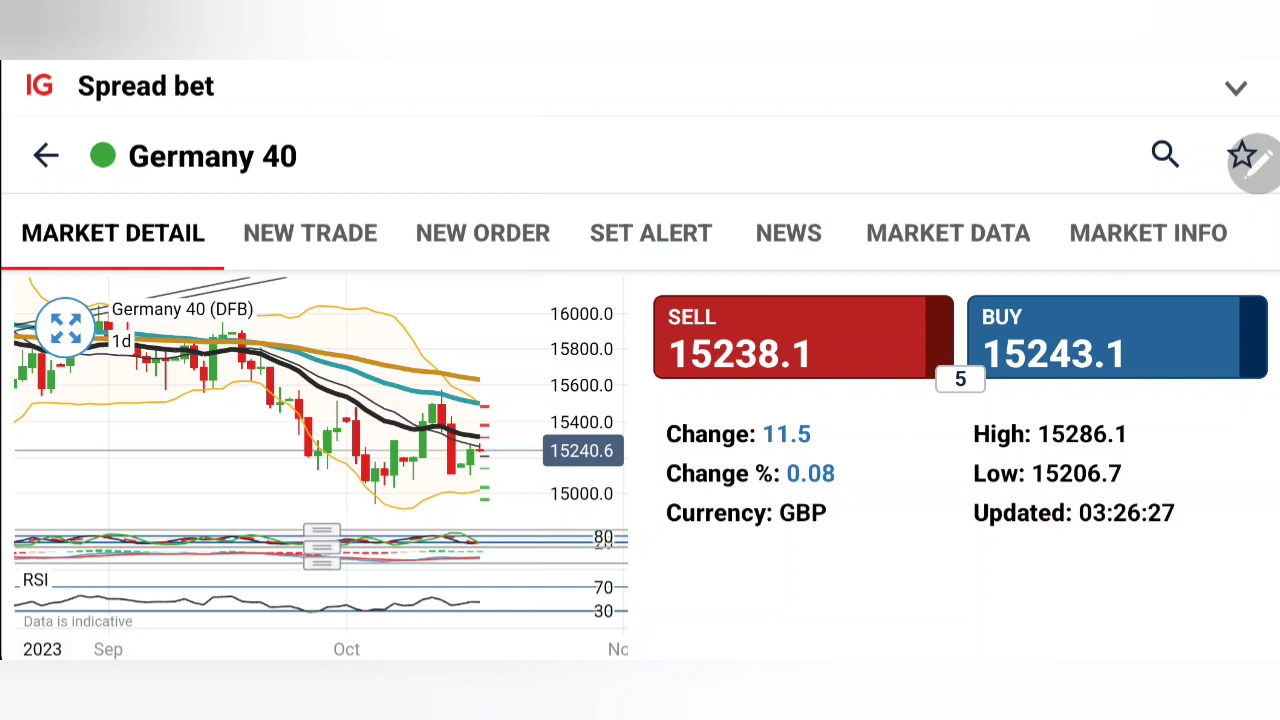 IG Spread bet
Germany 40
MARKET DETAIL NEW TRADE NEW ORDER SET ALERT NEWS MARKET DATA MARKET INFO
Germany 40 (DFB)
1d
16000.0
15800.0
15600.0
15400.0
15240.6
15000.0
80
RSI
70
30
Data is indicative
2023 Sep Oct
SELL
15238.1
BUY
15243.1
5
Change: 11.5
Change %: 0.08
Currency: GBP
High: 15286.1
Low: 15206.7
Updated: 03:26:27